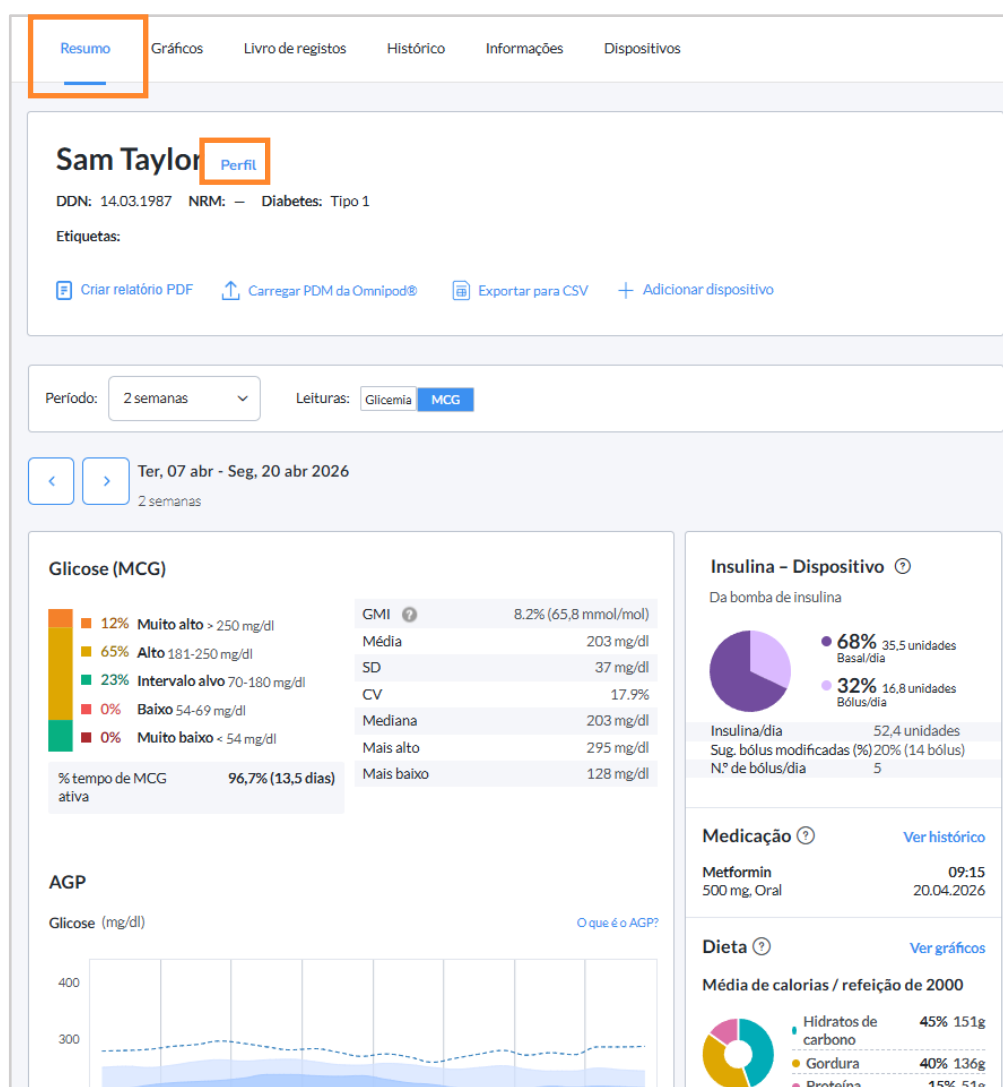 Resumo Gráficos Livro de registos Histórico Informações Dispositivos
Sam Taylor Perfil
DDN: 14.03.1987 NRM: — Diabetes: Tipo 1
Etiquetas:
Criar relatório PDF Carregar PDM da Omnipod® Exportar para CSV Adicionar dispositivo
Período: 2 semanas Leituras: Glicemia MCG
Ter, 07 abr - Seg, 20 abr 2026
2 semanas
Glicose (MCG)
12% Muito alto > 250 mg/dl
65% Alto 181-250 mg/dl
23% Intervalo alvo 70-180 mg/dl
0% Baixo 54-69 mg/dl
0% Muito baixo < 54 mg/dl
% tempo de MCG ativa 96,7% (13,5 dias)
GMI ? 8.2% (65,8 mmol/mol)
Média 203 mg/dl
SD 37 mg/dl
CV 17.9%
Mediana 203 mg/dl
Mais alto 295 mg/dl
Mais baixo 128 mg/dl
AGP
Glicose (mg/dl) O que é o AGP?
400
300
Insulina – Dispositivo ?
Da bomba de insulina
68% 35,5 unidades
Basal/dia
32% 16,8 unidades
Bólus/dia
Insulina/dia 52,4 unidades
Sug. bólus modificadas (%) 20% (14 bólus)
N.º de bólus/dia 5
Medicação ? Ver histórico
Metformin 09:15
500 mg, Oral 20.04.2026
Dieta ? Ver gráficos
Média de calorias / refeição de 2000
Hidratos de carbono 45% 151g
Gordura 40% 136g
Proteína 15% 51g